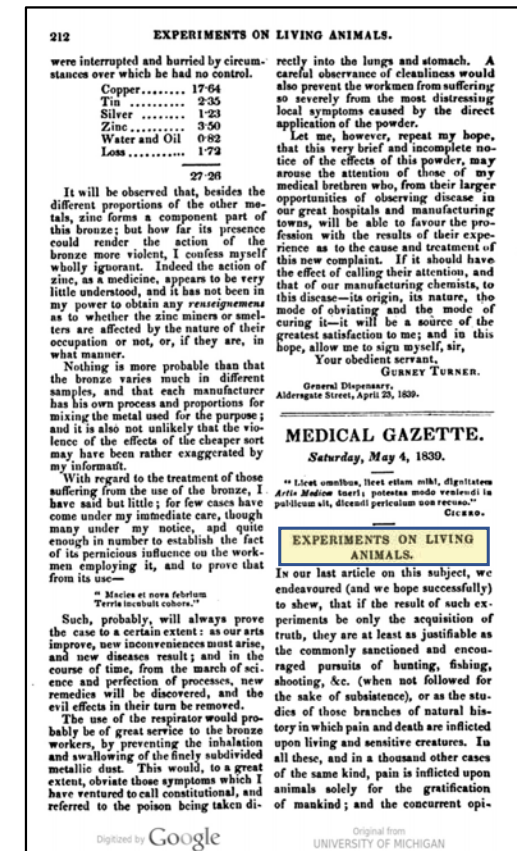 212 EXPERIMENTS ON LIVING ANIMALS.
were interrupted and hurried by circum-
stances over which he had no control.
Copper........ 17·64
Tin .......... 2·35
Silver ........ 1·23
Zinc.......... 3·50
Water and Oil 0·82
Loss.......... 1·72
27·26
It will be observed that, besides the
different proportions of the other me-
tals, zinc forms a component part of
this bronze; but how far its presence
could render the action of the
bronze more violent, I confess myself
wholly ignorant. Indeed the action of
zinc, as a medicine, appears to be very
little understood, and it has not been in
my power to obtain any renseignemens
as to whether the zinc miners or smel-
ters are affected by the nature of their
occupation or not, or, if they are, in
what manner.
Nothing is more probable than that
the bronze varies much in different
samples, and that each manufacturer
has his own process and proportions for
mixing the metal used for the purpose;
and it is also not unlikely that the vio-
lence of the effects of the cheaper sort
may have been rather exaggerated by
my informant.
With regard to the treatment of those
suffering from the use of the bronze, I
have said but little; for few cases have
come under my immediate care, though
many under my notice, and quite
enough in number to establish the fact
of its pernicious influence on the work-
men employing it, and to prove that
from its use—
" Macies et nova febrium
Terris incubuit cohors."
Such, probably, will always prove
the case to a certain extent: as our arts
improve, new inconveniences must arise,
and new diseases result; and in the
course of time, from the march of sci-
ence and perfection of processes, new
remedies will be discovered, and the
evil effects in their turn be removed.
The use of the respirator would pro-
bably be of great service to the bronze
workers, by preventing the inhalation
and swallowing of the finely subdivided
metallic dust. This would, to a great
extent, obviate those symptoms which I
have ventured to call constitutional, and
referred to the poison being taken di-
rectly into the lungs and stomach. A
careful observance of cleanliness would
also prevent the workmen from suffering
so severely from the most distressing
local symptoms caused by the direct
application of the powder.
Let me, however, repeat my hope,
that this very brief and incomplete no-
tice of the effects of this powder, may
arouse the attention of those of my
medical brethren who, from their larger
opportunities of observing disease in
our great hospitals and manufacturing
towns, will be able to favour the pro-
fession with the results of their expe-
rience as to the cause and treatment of
this new complaint. If it should have
the effect of calling their attention, and
that of our manufacturing chemists, to
this disease—its origin, its nature, the
mode of obviating and the mode of
curing it—it will be a source of the
greatest satisfaction to me; and in this
hope, allow me to sign myself, sir,
Your obedient servant,
GURNEY TURNER.
General Dispensary,
Aldersgate Street, April 23, 1839.
MEDICAL GAZETTE.
Saturday, May 4, 1839.
" Licet omnibus, licet etiam mihi, dignitatem
Artis Medicæ tueri; potestas modo veniendi in
publicum sit, dicendi periculum non recuso."
CICERO.
EXPERIMENTS ON LIVING
ANIMALS.
IN our last article on this subject, we
endeavoured (and we hope successfully)
to shew, that if the result of such ex-
periments be only the acquisition of
truth, they are at least as justifiable as
the commonly sanctioned and encou-
raged pursuits of hunting, fishing,
shooting, &c. (when not followed for
the sake of subsistence), or as the stu-
dies of those branches of natural his-
tory in which pain and death are inflicted
upon living and sensitive creatures. In
all these, and in a thousand other cases
of the same kind, pain is inflicted upon
animals solely for the gratification
of mankind; and the concurrent opi-
Digitized by Google
Original from
UNIVERSITY OF MICHIGAN